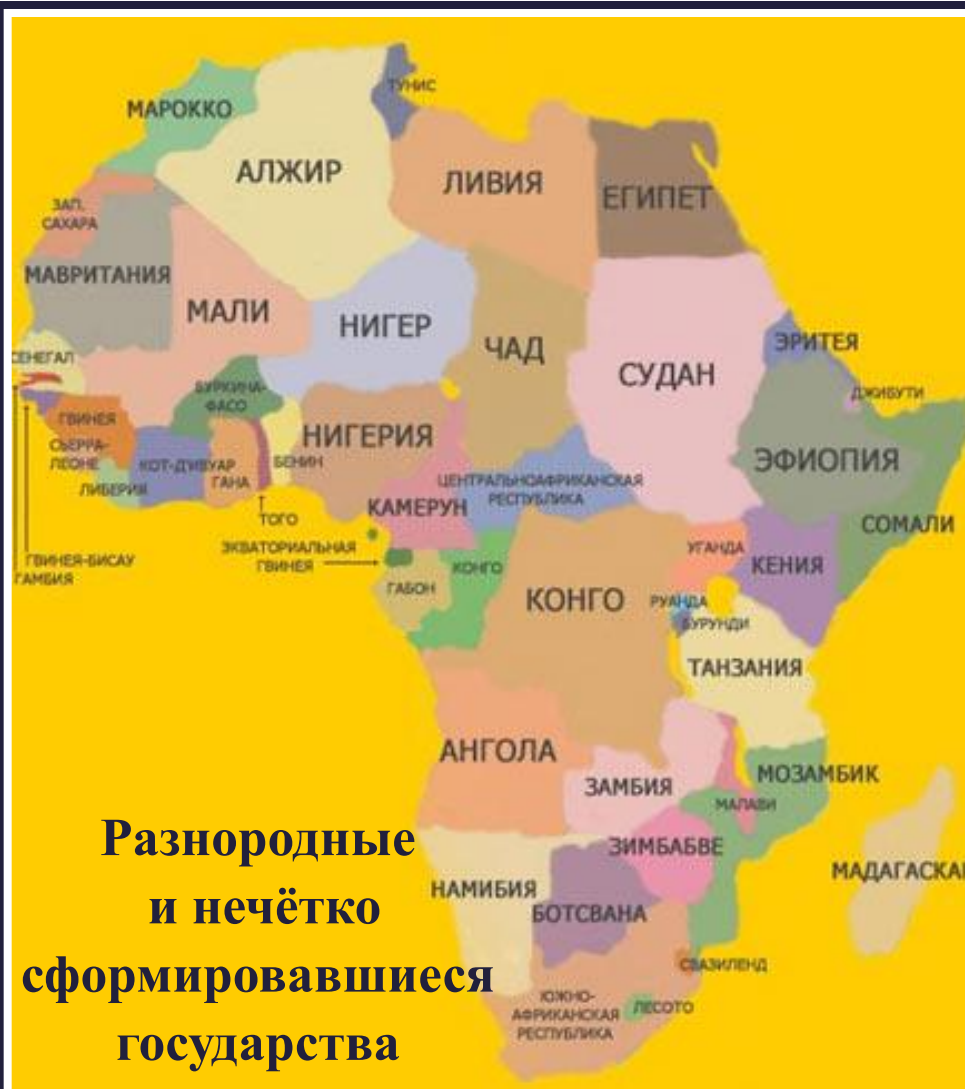 ТУНИС
МАРОККО
АЛЖИР
ЛИВИЯ
ЕГИПЕТ
ЗАП.
САХАРА
МАВРИТАНИЯ
МАЛИ
НИГЕР
ЧАД
СУДАН
ЭРИТЕЯ
СЕНЕГАЛ
БУРКИНА-
ФАСО
ДЖИБУТИ
ГВИНЕЯ
НИГЕРИЯ
ЭФИОПИЯ
СЬЕРРА-
ЛЕОНЕ
КОТ-Д'ИВУАР
ГАНА
БЕНИН
ЛИБЕРИЯ
ЦЕНТРАЛЬНОАФРИКАНСКАЯ
РЕСПУБЛИКА
КАМЕРУН
ТОГО
СОМАЛИ
ГВИНЕЯ-БИСАУ
ГАМБИЯ
ЭКВАТОРИАЛЬНАЯ
ГВИНЕЯ
ГАБОН
КОНГО
УГАНДА
КЕНИЯ
КОНГО
РУАНДА
БУРУНДИ
ТАНЗАНИЯ
АНГОЛА
ЗАМБИЯ
МОЗАМБИК
МАЛАВИ
ЗИМБАБВЕ
МАДАГАСКАР
НАМИБИЯ
БОТСВАНА
СВАЗИЛЕНД
ЮЖНО-
АФРИКАНСКАЯ
РЕСПУБЛИКА
ЛЕСОТО
Разнородные
и нечётко
сформировавшиеся
государства